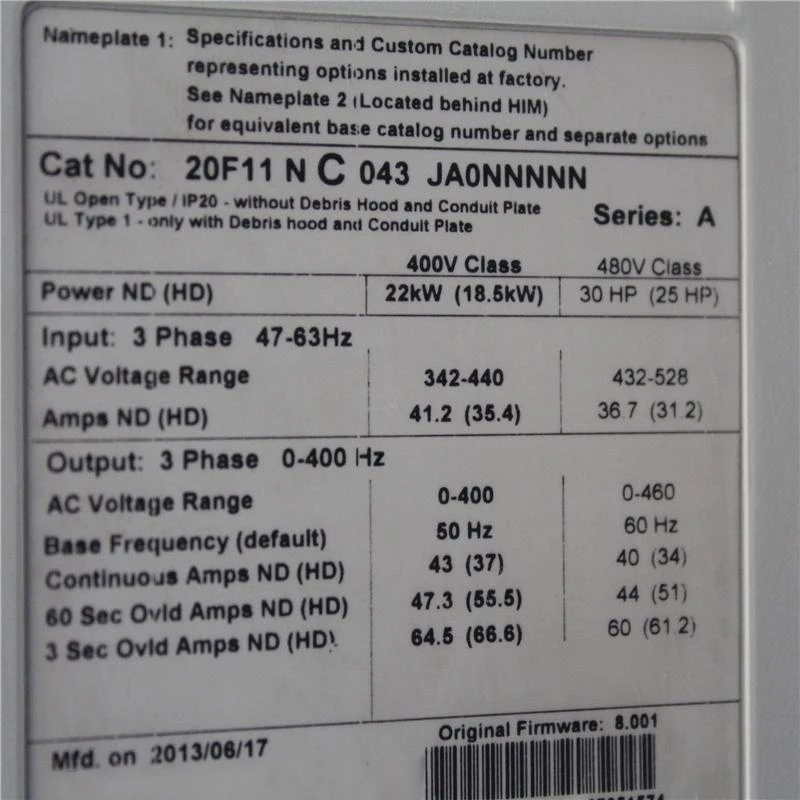 Nameplate 1: Specifications and Custom Catalog Number
representing options installed at factory.
See Nameplate 2 (Located behind HIM)
for equivalent base catalog number and separate options
Cat No: 20F11 N C 043 JA0NNNNN
UL Open Type / IP20 - without Debris Hood and Conduit Plate
UL Type 1 - only with Debris hood and Conduit Plate
Series: A
400V Class 480V Class
Power ND (HD) 22kW (18.5kW) 30 HP (25 HP)
Input: 3 Phase 47-63Hz
AC Voltage Range 342-440 432-528
Amps ND (HD) 41.2 (35.4) 36.7 (31.2)
Output: 3 Phase 0-400 Hz
AC Voltage Range 0-400 0-460
Base Frequency (default) 50 Hz 60 Hz
Continuous Amps ND (HD) 43 (37) 40 (34)
60 Sec Ovld Amps ND (HD) 47.3 (55.5) 44 (51)
3 Sec Ovld Amps ND (HD) 64.5 (66.6) 60 (61.2)
Original Firmware: 8.001
Mfd. on 2013/06/17